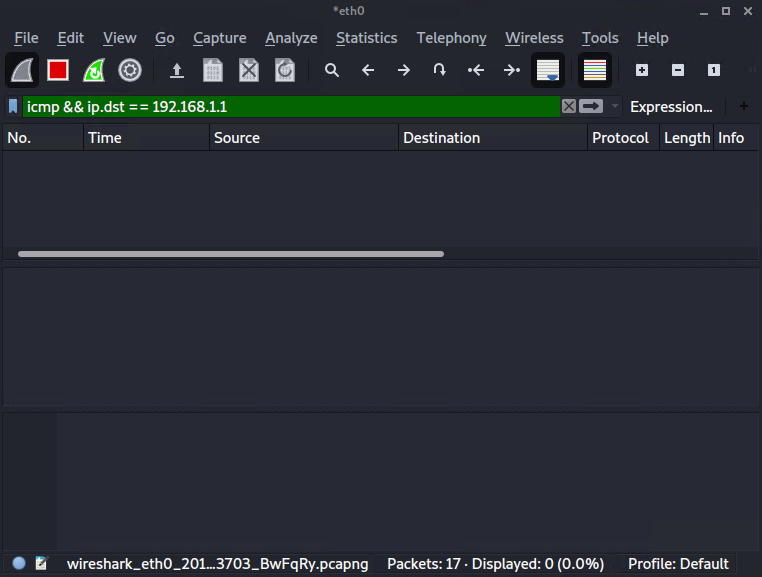 *eth0
File Edit View Go Capture Analyze Statistics Telephony Wireless Tools Help
icmp && ip.dst == 192.168.1.1 Expression… +
No. Time Source Destination Protocol Length Info
wireshark_eth0_201…3703_BwFqRy.pcapng Packets: 17 · Displayed: 0 (0.0%) Profile: Default